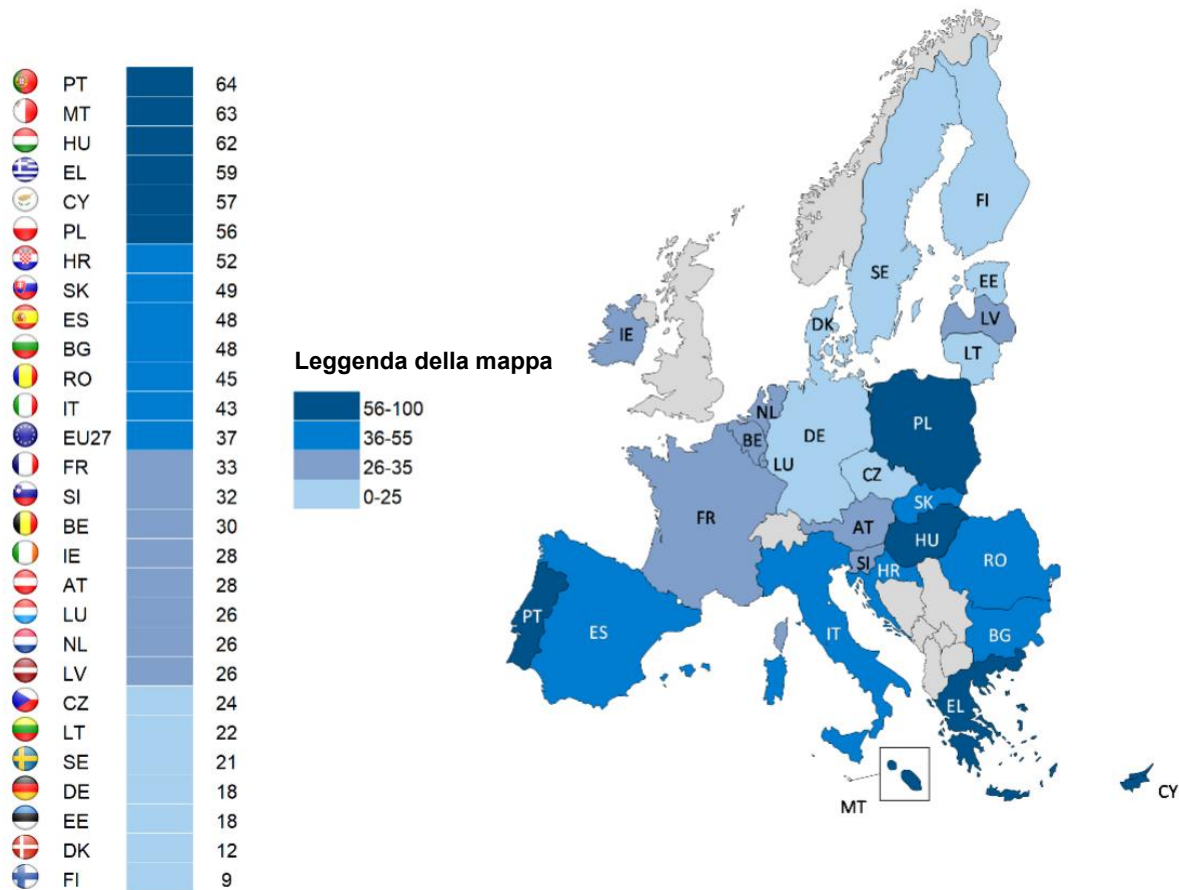 PT 64
MT 63
HU 62
EL 59
CY 57
PL 56
HR 52
SK 49
ES 48
BG 48
RO 45
IT 43
EU27 37
FR 33
SI 32
BE 30
IE 28
AT 28
LU 26
NL 26
LV 26
CZ 24
LT 22
SE 21
DE 18
EE 18
DK 12
FI 9
Leggenda della mappa
56-100
36-55
26-35
0-25
FI
SE
EE
LV
DK
LT
IE
NL
BE
DE
PL
LU
CZ
SK
FR
AT
HU
SI
HR
RO
PT
ES
IT
BG
EL
MT
CY